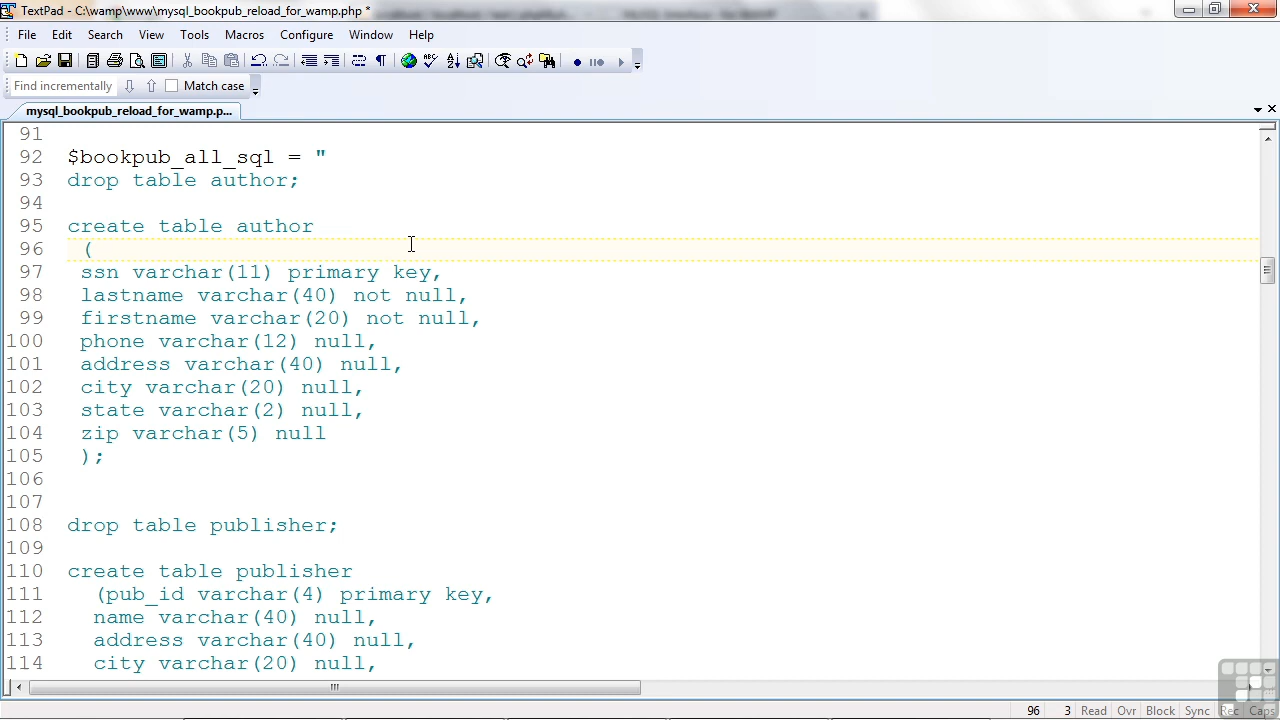 TextPad - C:\wamp\www\mysql_bookpub_reload_for_wamp.php *
File Edit Search View Tools Macros Configure Window Help
Find incrementally Match case
mysql_bookpub_reload_for_wamp.p...
91
92 $bookpub_all_sql = "
93 drop table author;
94
95 create table author
96 (
97 ssn varchar(11) primary key,
98 lastname varchar(40) not null,
99 firstname varchar(20) not null,
100 phone varchar(12) null,
101 address varchar(40) null,
102 city varchar(20) null,
103 state varchar(2) null,
104 zip varchar(5) null
105 );
106
107
108 drop table publisher;
109
110 create table publisher
111 (pub_id varchar(4) primary key,
112 name varchar(40) null,
113 address varchar(40) null,
114 city varchar(20) null,
96 3 Read Ovr Block Sync Rec Caps